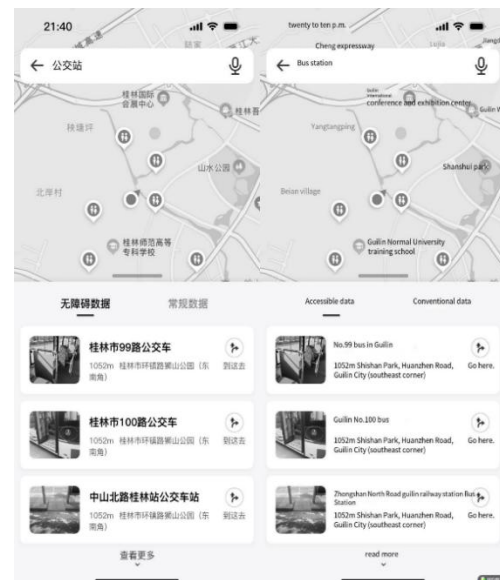 21:40
公交站
桂林国际
会展中心
桂林吾
秧塘坪
山水公园
北岸村
桂林师范高等
专科学校
无障碍数据
常规数据
桂林市99路公交车
1052m 桂林市环镇路狮山公园（东
南角）
到这去
桂林市100路公交车
1052m 桂林市环镇路狮山公园（东
南角）
到这去
中山北路桂林站公交车站
1052m 桂林市环镇路狮山公园（东
南角）
到这去
查看更多
twenty to ten p.m.
Cheng expressway
Lujia
Jiangd
Bus station
Guilin
international
conference and exhibition center
Guilin W
Yangtangping
Shanshui park
Beian village
Guilin Normal University
training school
Accessible data
Conventional data
No.99 bus in Guilin
1052m Shishan Park, Huanzhen Road,
Guilin City (southeast corner)
Go here.
Guilin No.100 bus
1052m Shishan Park, Huanzhen Road,
Guilin City (southeast corner)
Go here.
Zhongshan North Road guilin railway station Bus
Station
1052m Shishan Park, Huanzhen Road,
Guilin City (southeast corner)
Go here.
read more